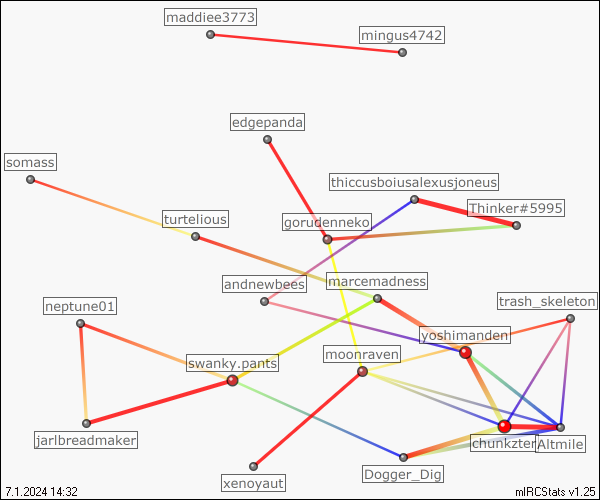 maddiee3773
mingus4742
edgepanda
somass
thiccusboiusalexusjoneus
Thinker#5995
turtelious
gorudenneko
andnewbees
marcemadness
trash_skeleton
neptune01
yoshimanden
swanky.pants
moonraven
jarlbreadmaker
chunkzter
Altmile
Dogger_Dig
xenoyaut
7.1.2024 14:32
mIRCStats v1.25